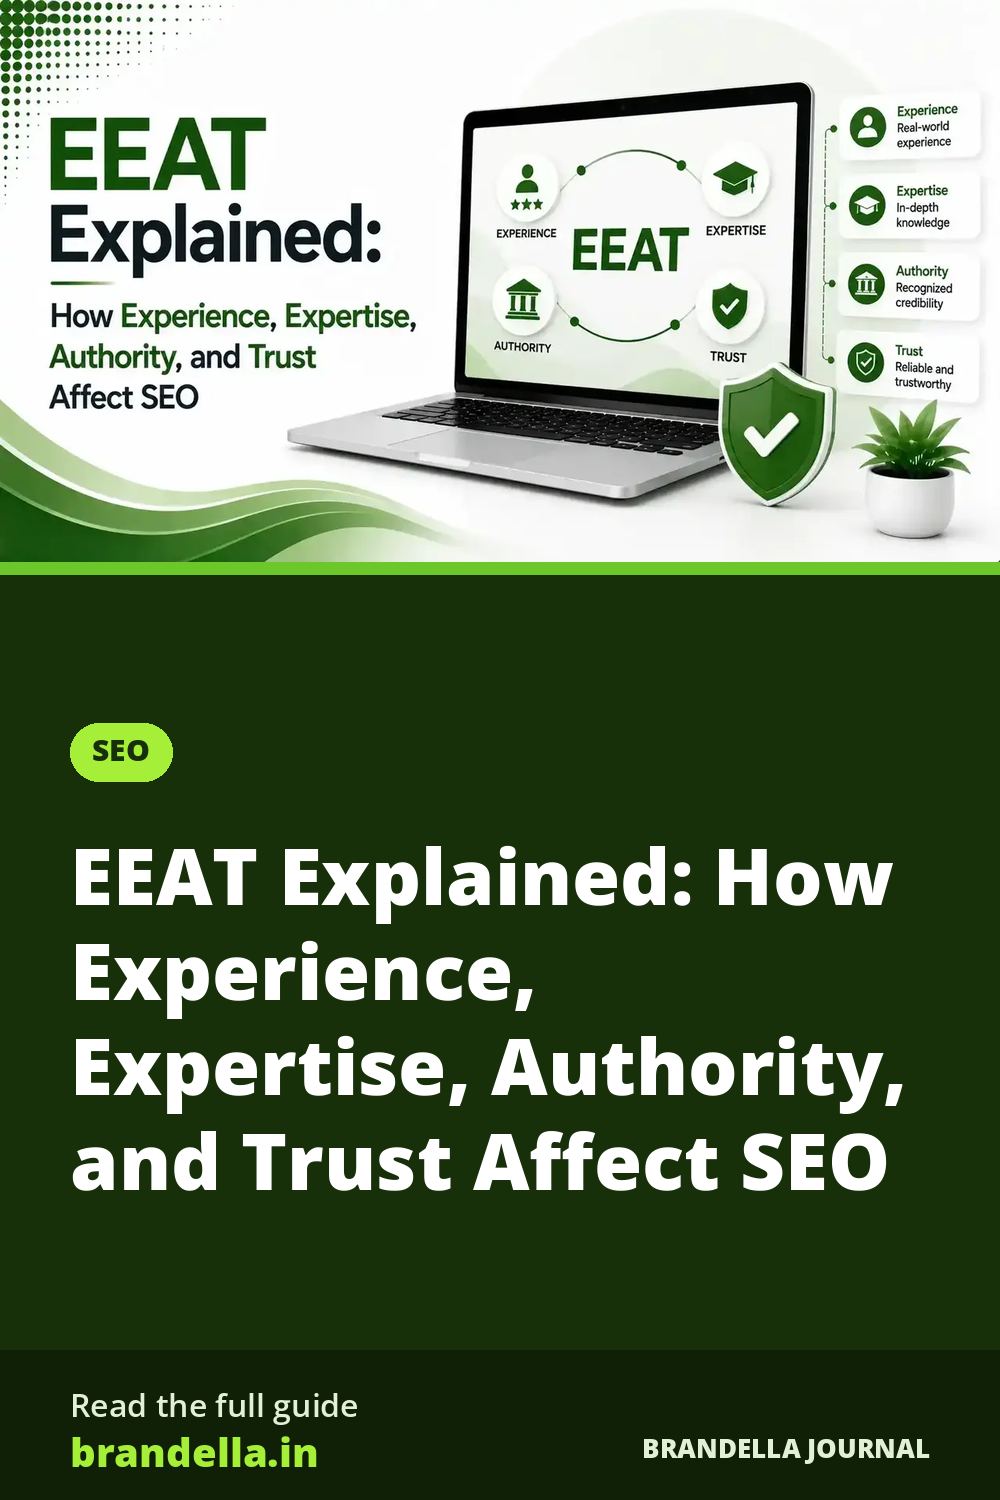 EEAT
Explained:
How Experience, Expertise,
Authority, and Trust
Affect SEO
EXPERIENCE
EXPERTISE
EEAT
AUTHORITY
TRUST
Experience
Real-world
experience
Expertise
In-depth
knowledge
Authority
Recognized
credibility
Trust
Reliable and
trustworthy
SEO
EEAT Explained: How
Experience,
Expertise, Authority,
and Trust Affect SEO
Read the full guide
brandella.in
BRANDELLA JOURNAL